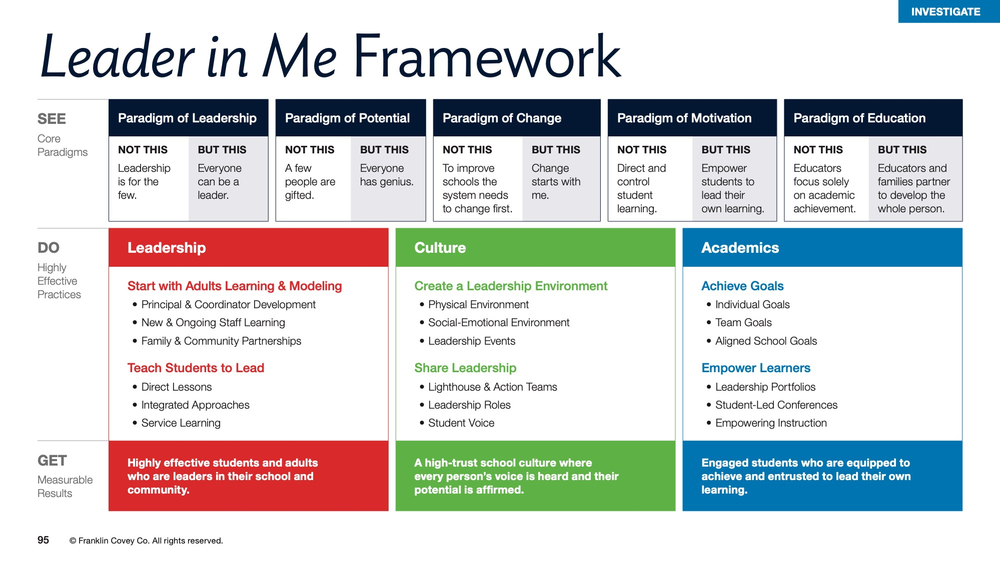 INVESTIGATE
Leader in Me Framework
SEE
Core
Paradigms
Paradigm of Leadership
NOT THIS
Leadership
is for the
few.
BUT THIS
Everyone
can be a
leader.
Paradigm of Potential
NOT THIS
A few
people are
gifted.
BUT THIS
Everyone
has genius.
Paradigm of Change
NOT THIS
To improve
schools the
system needs
to change first.
BUT THIS
Change
starts with
me.
Paradigm of Motivation
NOT THIS
Direct and
control
student
learning.
BUT THIS
Empower
students to
lead their
own learning.
Paradigm of Education
NOT THIS
Educators
focus solely
on academic
achievement.
BUT THIS
Educators and
families partner
to develop the
whole person.
DO
Highly
Effective
Practices
Leadership
Start with Adults Learning & Modeling
• Principal & Coordinator Development
• New & Ongoing Staff Learning
• Family & Community Partnerships
Teach Students to Lead
• Direct Lessons
• Integrated Approaches
• Service Learning
Culture
Create a Leadership Environment
• Physical Environment
• Social-Emotional Environment
• Leadership Events
Share Leadership
• Lighthouse & Action Teams
• Leadership Roles
• Student Voice
Academics
Achieve Goals
• Individual Goals
• Team Goals
• Aligned School Goals
Empower Learners
• Leadership Portfolios
• Student-Led Conferences
• Empowering Instruction
GET
Measurable
Results
Highly effective students and adults
who are leaders in their school and
community.
A high-trust school culture where
every person’s voice is heard and their
potential is affirmed.
Engaged students who are equipped to
achieve and entrusted to lead their own
learning.
95 © Franklin Covey Co. All rights reserved.